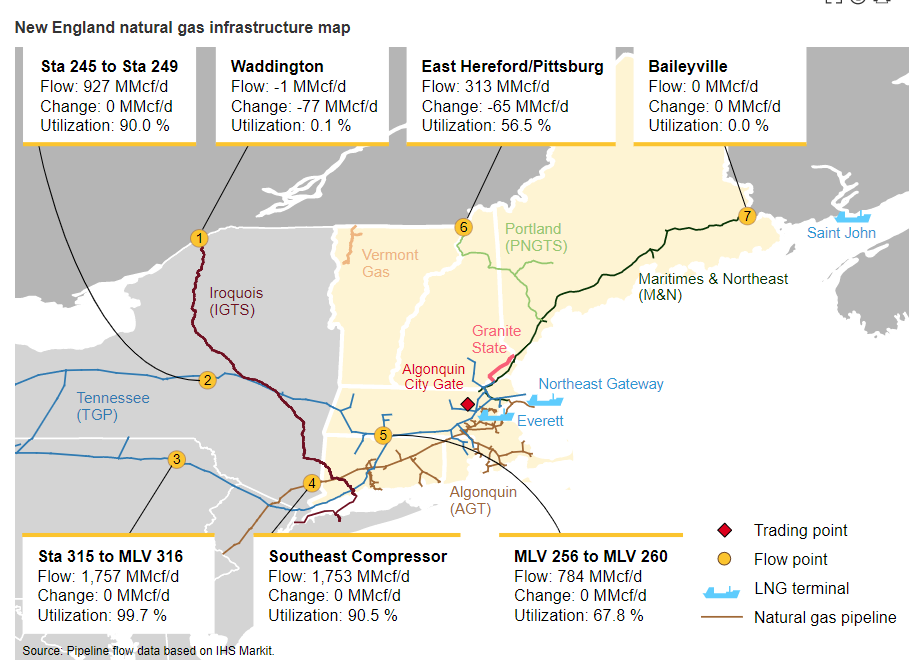 New England natural gas infrastructure map
Sta 245 to Sta 249
Flow: 927 MMcf/d
Change: 0 MMcf/d
Utilization: 90.0 %
Waddington
Flow: -1 MMcf/d
Change: -77 MMcf/d
Utilization: 0.1 %
East Hereford/Pittsburg
Flow: 313 MMcf/d
Change: -65 MMcf/d
Utilization: 56.5 %
Baileyville
Flow: 0 MMcf/d
Change: 0 MMcf/d
Utilization: 0.0 %
1
6
7
Portland
(PNGTS)
Saint John
Vermont
Gas
Maritimes & Northeast
(M&N)
Iroquois
(IGTS)
Granite
State
Algonquin
City Gate
2
Northeast Gateway
Tennessee
(TGP)
Everett
5
3
4
Algonquin
(AGT)
Sta 315 to MLV 316
Flow: 1,757 MMcf/d
Change: 0 MMcf/d
Utilization: 99.7 %
Southeast Compressor
Flow: 1,753 MMcf/d
Change: 0 MMcf/d
Utilization: 90.5 %
MLV 256 to MLV 260
Flow: 784 MMcf/d
Change: 0 MMcf/d
Utilization: 67.8 %
Trading point
Flow point
LNG terminal
Natural gas pipeline
Source: Pipeline flow data based on IHS Markit.